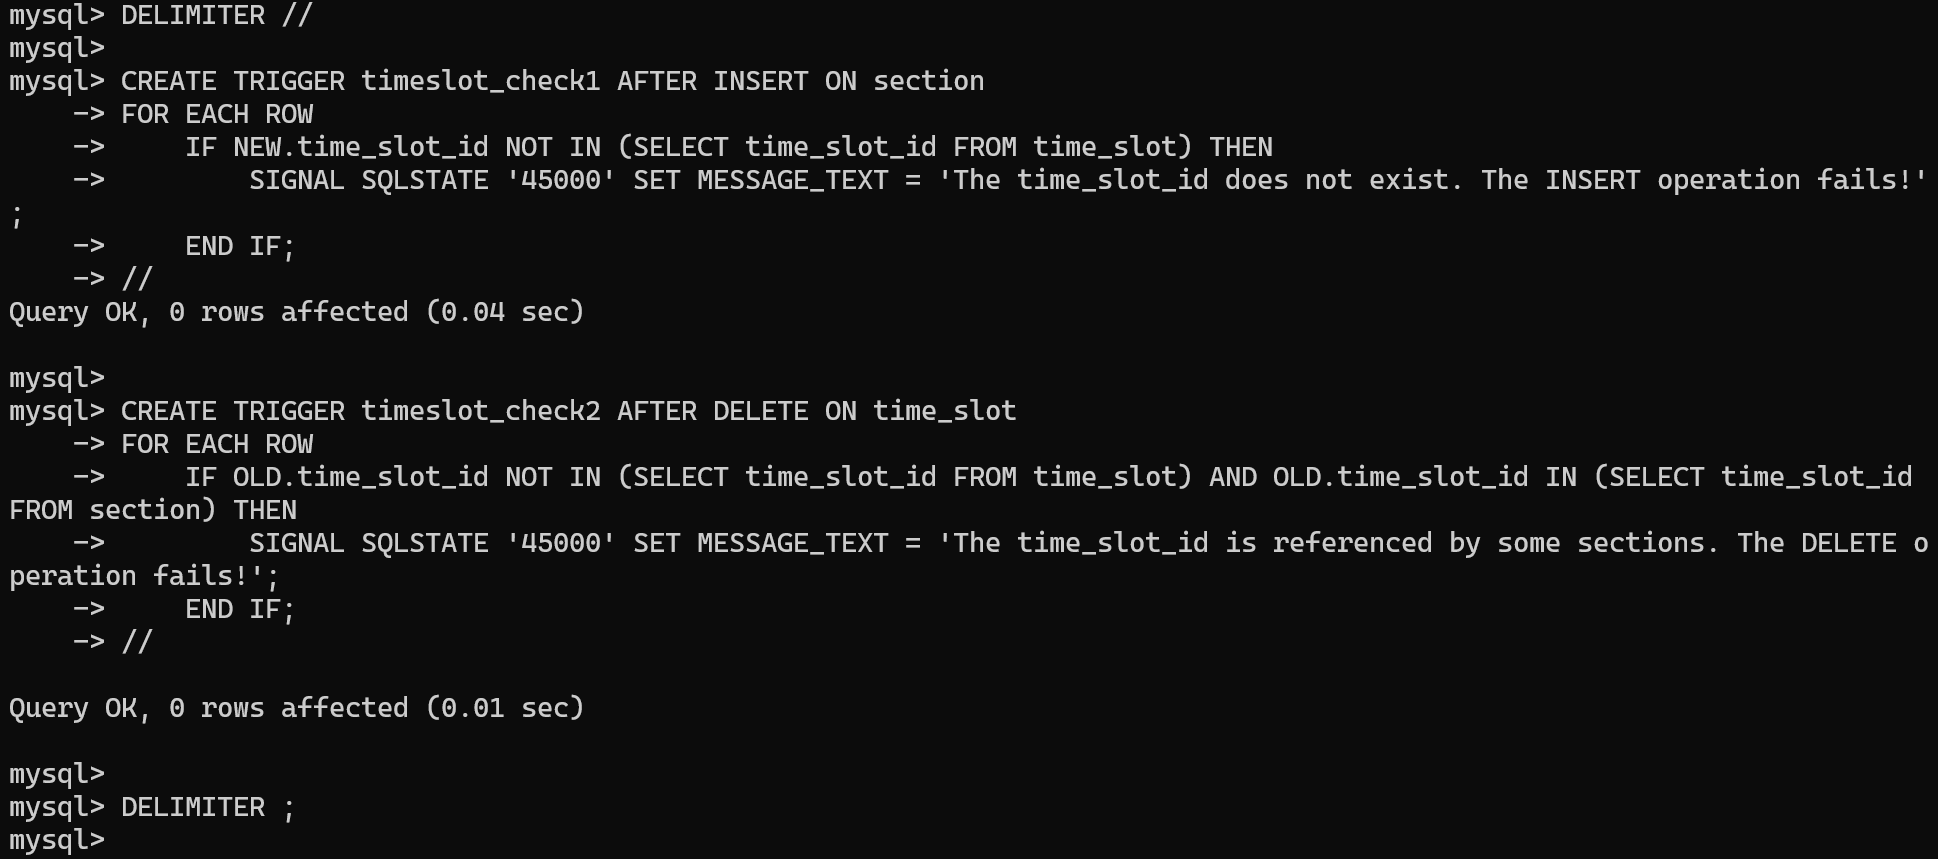 mysql> DELIMITER //
mysql>
mysql> CREATE TRIGGER timeslot_check1 AFTER INSERT ON section
    -> FOR EACH ROW
    ->     IF NEW.time_slot_id NOT IN (SELECT time_slot_id FROM time_slot) THEN
    ->         SIGNAL SQLSTATE '45000' SET MESSAGE_TEXT = 'The time_slot_id does not exist. The INSERT operation fails!'
;
    ->     END IF;
    -> //
Query OK, 0 rows affected (0.04 sec)

mysql>
mysql> CREATE TRIGGER timeslot_check2 AFTER DELETE ON time_slot
    -> FOR EACH ROW
    ->     IF OLD.time_slot_id NOT IN (SELECT time_slot_id FROM time_slot) AND OLD.time_slot_id IN (SELECT time_slot_id
FROM section) THEN
    ->         SIGNAL SQLSTATE '45000' SET MESSAGE_TEXT = 'The time_slot_id is referenced by some sections. The DELETE o
peration fails!';
    ->     END IF;
    -> //

Query OK, 0 rows affected (0.01 sec)

mysql>
mysql> DELIMITER ;
mysql>